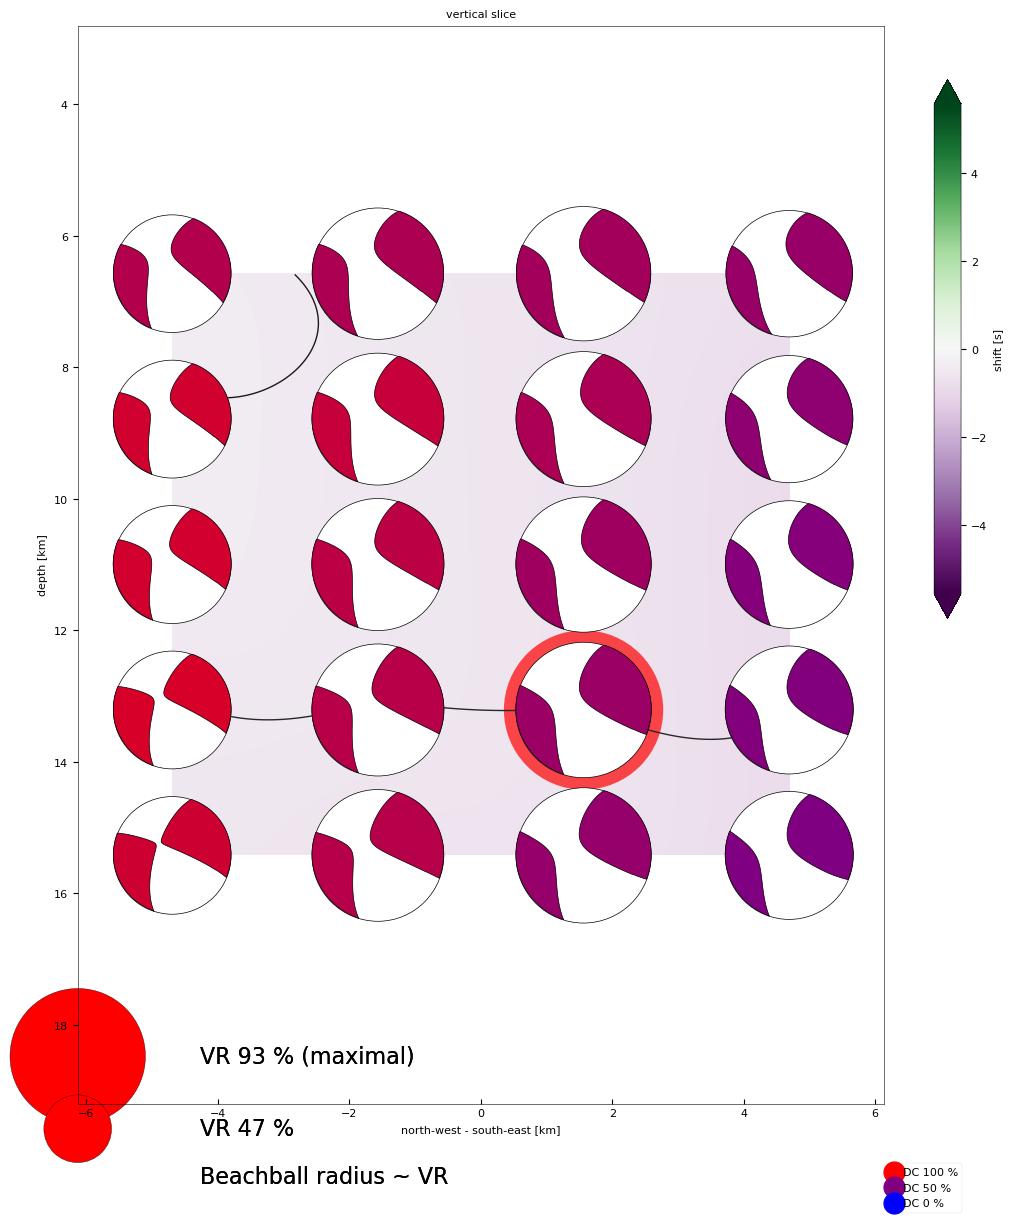 vertical slice
4
6
8
10
12
14
16
18
depth [km]
−6
−4
−2
0
2
4
6
north-west - south-east [km]
4
2
0
−2
−4
shift [s]
VR 93 % (maximal)
VR 47 %
Beachball radius ~ VR
DC 100 %
DC 50 %
DC 0 %